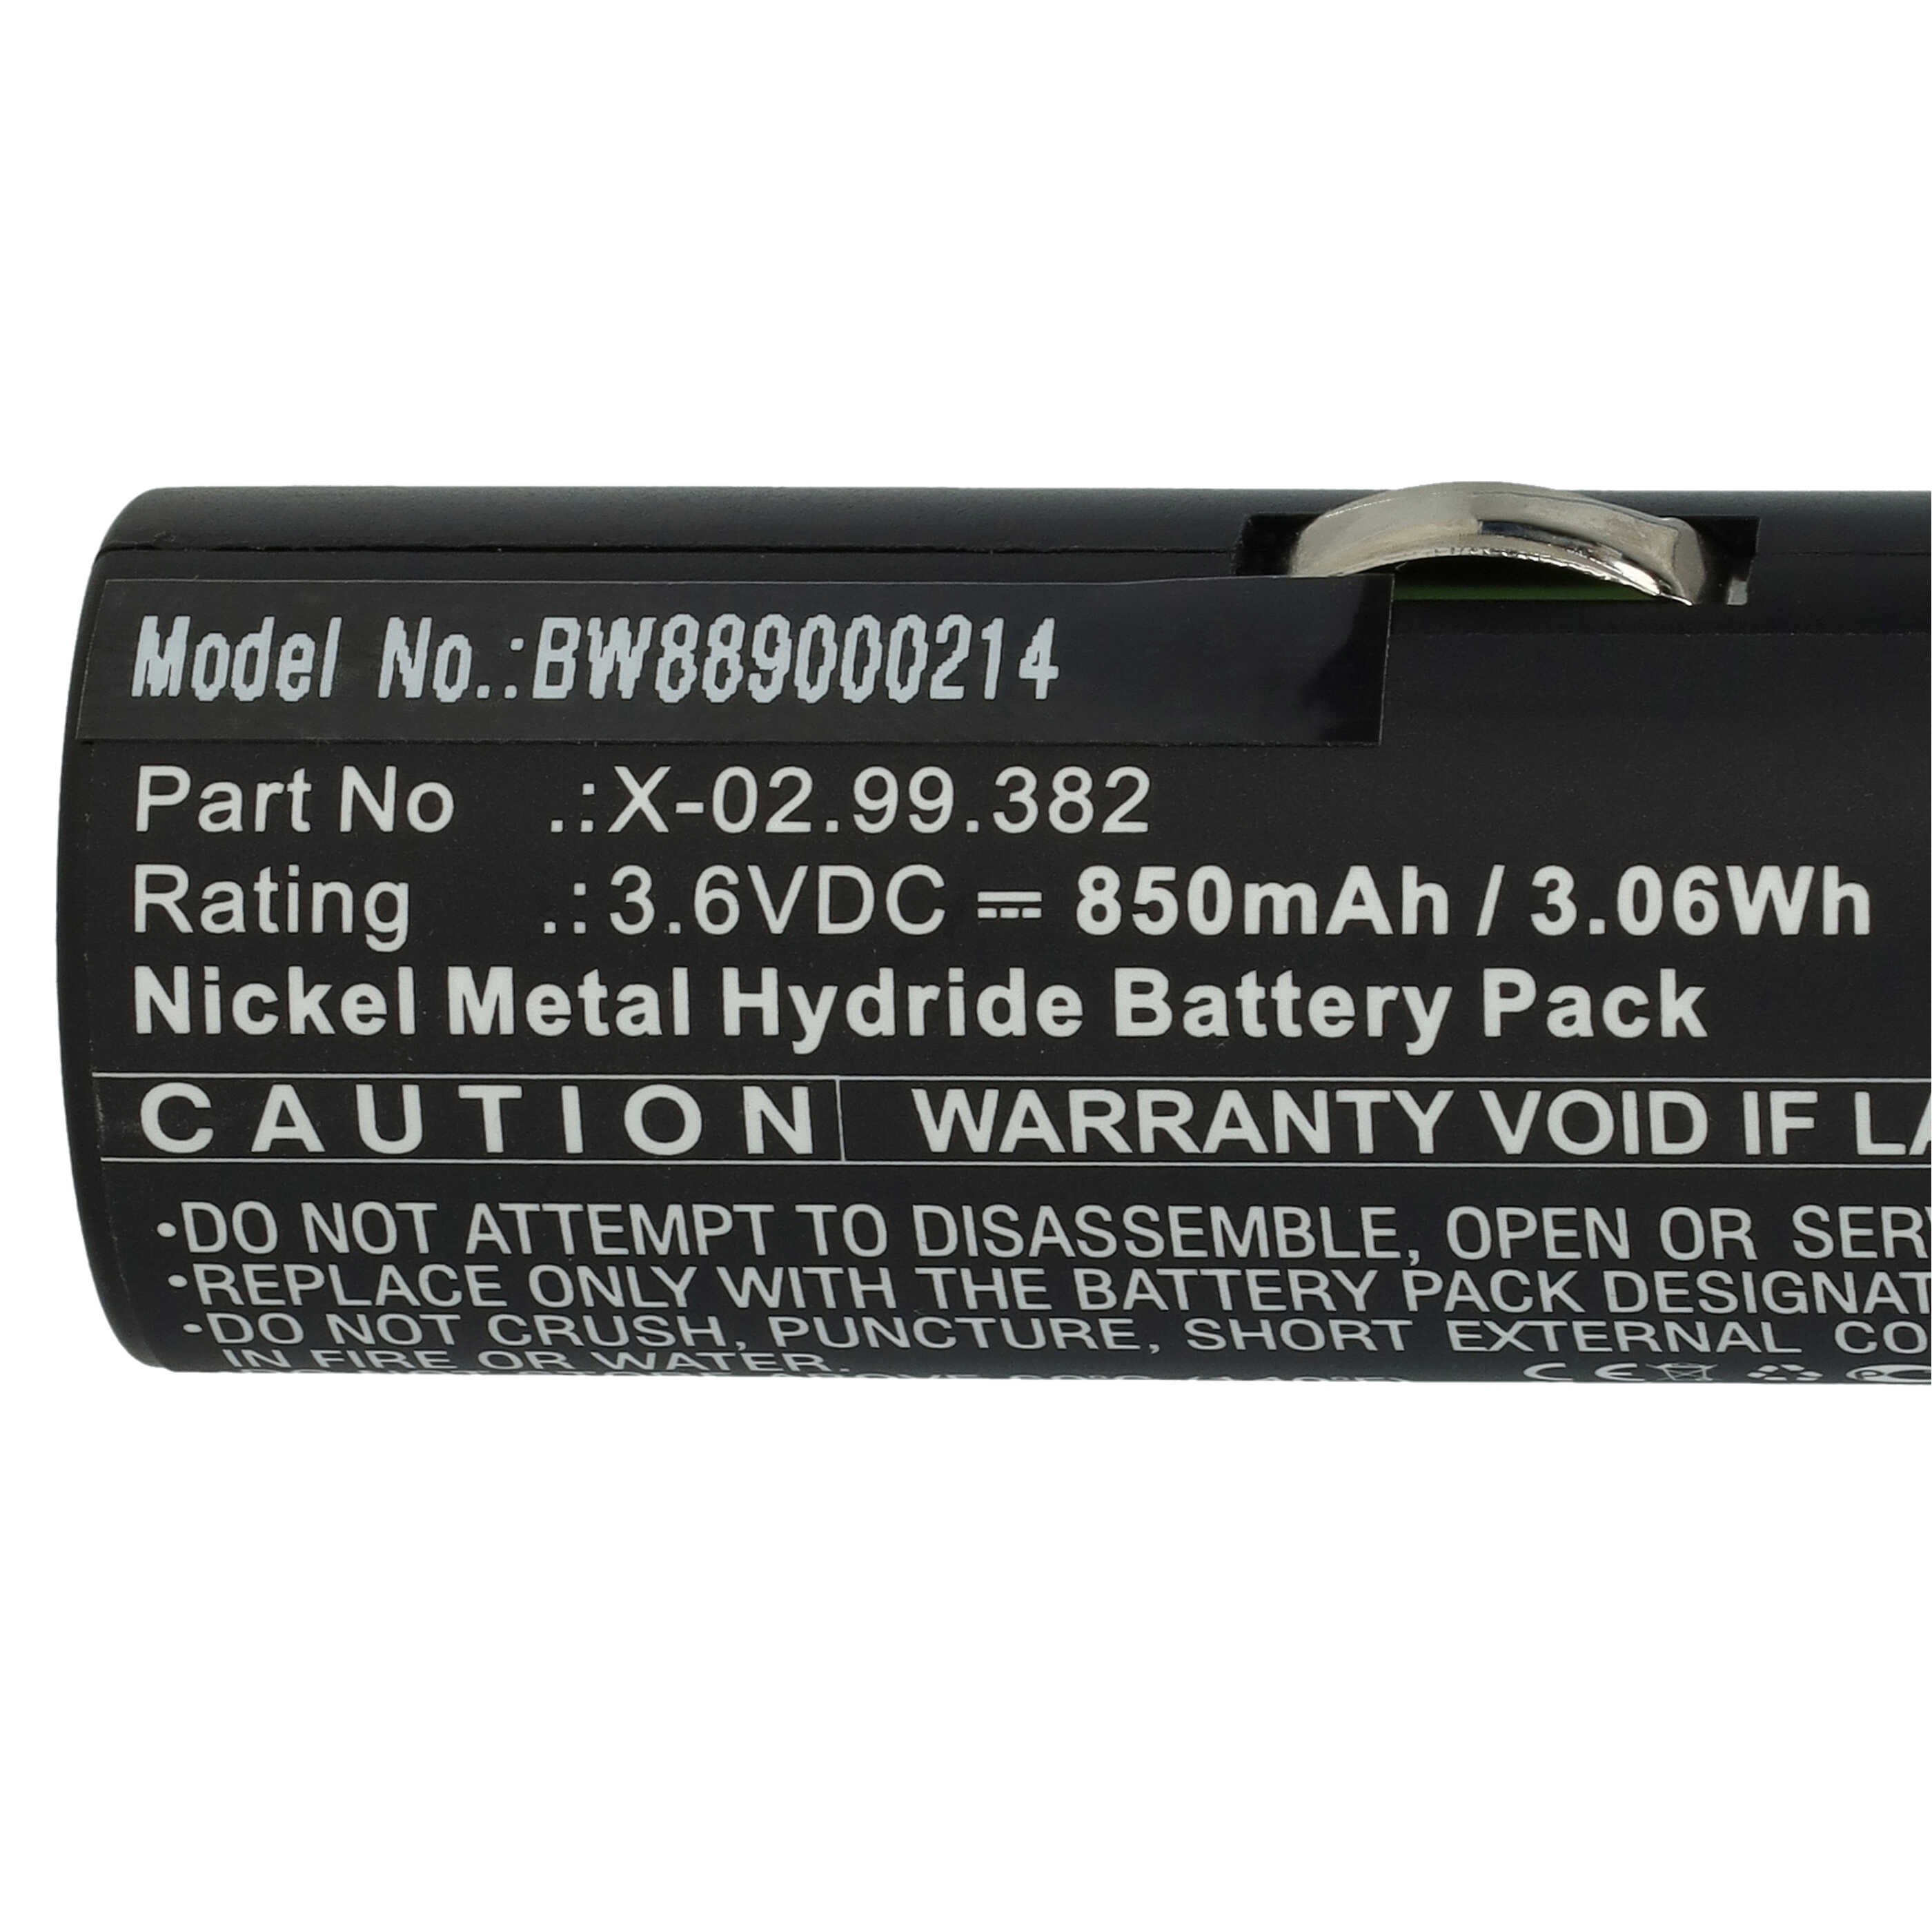 Model No.:BW889000214
Part No .:X-02.99.382
Rating .:3.6VDC ⎓ 850mAh / 3.06Wh
Nickel Metal Hydride Battery Pack
CAUTION WARRANTY VOID IF
•DO NOT ATTEMPT TO DISASSEMBLE, OPEN OR
•REPLACE ONLY WITH THE BATTERY PACK
•DO NOT CRUSH, PUNCTURE, SHORT EXTERNAL
IN FIRE OR WATER.
CE